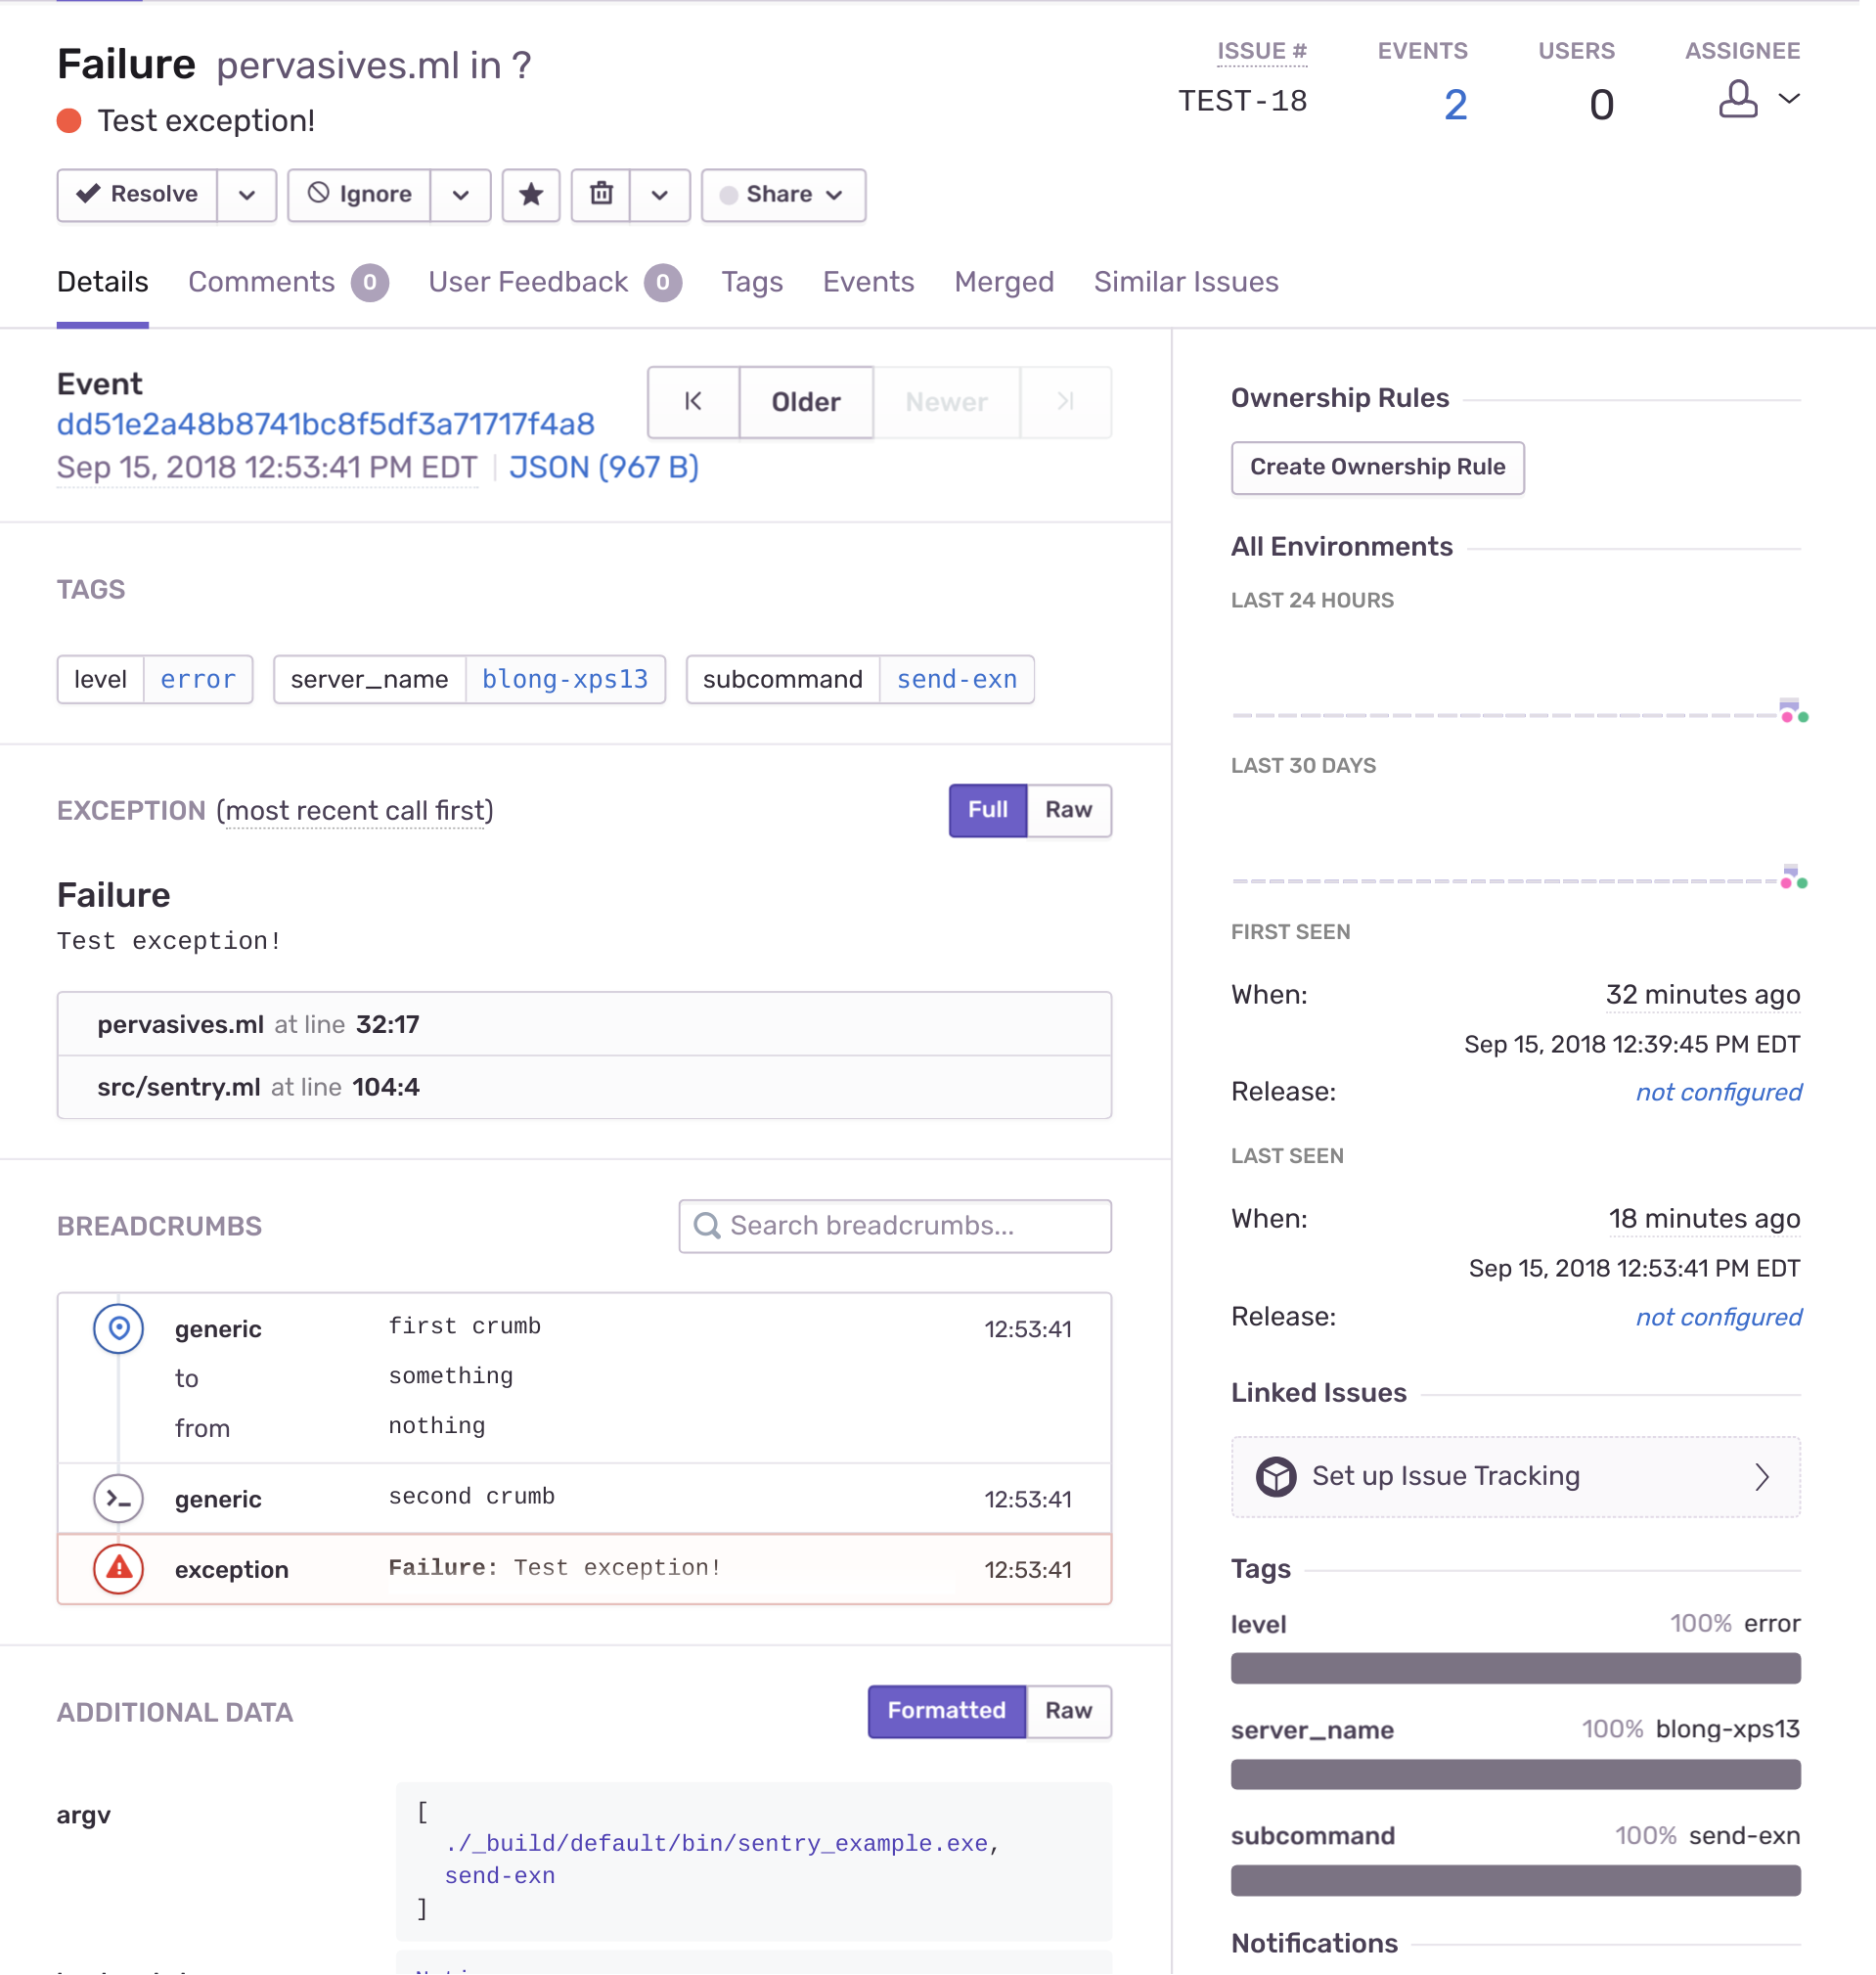 Failure pervasives.ml in ?
Test exception!
ISSUE # EVENTS USERS ASSIGNEE
TEST-18 2 0
Resolve Ignore Share
Details Comments 0 User Feedback 0 Tags Events Merged Similar Issues
Event
dd51e2a48b8741bc8f5df3a71717f4a8
Sep 15, 2018 12:53:41 PM EDT JSON (967 B)
Older Newer
TAGS
level error server_name blong-xps13 subcommand send-exn
EXCEPTION (most recent call first)
Full Raw
Failure
Test exception!
pervasives.ml at line 32:17
src/sentry.ml at line 104:4
BREADCRUMBS
Search breadcrumbs...
generic first crumb 12:53:41
to something
from nothing
generic second crumb 12:53:41
exception Failure: Test exception! 12:53:41
ADDITIONAL DATA
Formatted Raw
argv
[
./_build/default/bin/sentry_example.exe,
send-exn
]
Ownership Rules
Create Ownership Rule
All Environments
LAST 24 HOURS
LAST 30 DAYS
FIRST SEEN
When: 32 minutes ago
Sep 15, 2018 12:39:45 PM EDT
Release: not configured
LAST SEEN
When: 18 minutes ago
Sep 15, 2018 12:53:41 PM EDT
Release: not configured
Linked Issues
Set up Issue Tracking
Tags
level 100% error
server_name 100% blong-xps13
subcommand 100% send-exn
Notifications